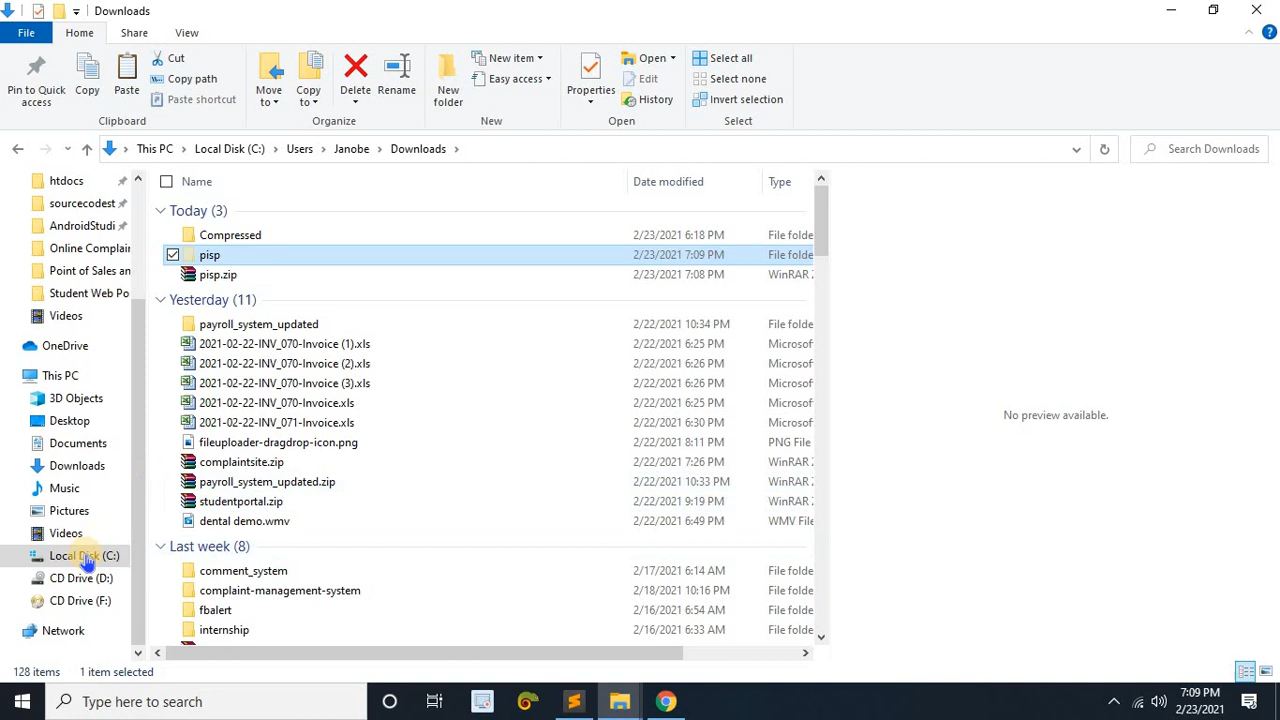 Downloads
File Home Share View
Pin to Quick access
Copy
Paste
Cut
Copy path
Paste shortcut
Clipboard
Move to
Copy to
Delete
Rename
Organize
New folder
New item
Easy access
New
Properties
Open
Edit
History
Open
Select all
Select none
Invert selection
Select
This PC > Local Disk (C:) > Users > Janobe > Downloads >
Search Downloads
htdocs
sourcecodest
AndroidStudi
Online Complain
Point of Sales an
Student Web Po
Videos
OneDrive
This PC
3D Objects
Desktop
Documents
Downloads
Music
Pictures
Videos
Local Disk (C:)
CD Drive (D:)
CD Drive (F:)
Network
Name Date modified Type
Today (3)
Compressed 2/23/2021 6:18 PM File folde
pisp 2/23/2021 7:09 PM File folde
pisp.zip 2/23/2021 7:08 PM WinRAR Z
Yesterday (11)
payroll_system_updated 2/22/2021 10:34 PM File folde
2021-02-22-INV_070-Invoice (1).xls 2/22/2021 6:25 PM Microsof
2021-02-22-INV_070-Invoice (2).xls 2/22/2021 6:26 PM Microsof
2021-02-22-INV_070-Invoice (3).xls 2/22/2021 6:26 PM Microsof
2021-02-22-INV_070-Invoice.xls 2/22/2021 6:25 PM Microsof
2021-02-22-INV_071-Invoice.xls 2/22/2021 6:30 PM Microsof
fileuploader-dragdrop-icon.png 2/22/2021 8:11 PM PNG File
complaintsite.zip 2/22/2021 7:26 PM WinRAR Z
payroll_system_updated.zip 2/22/2021 10:33 PM WinRAR Z
studentportal.zip 2/22/2021 9:19 PM WinRAR Z
dental demo.wmv 2/22/2021 6:49 PM WMV File
Last week (8)
comment_system 2/17/2021 6:14 AM File folde
complaint-management-system 2/18/2021 10:16 PM File folde
fbalert 2/16/2021 6:54 AM File folde
internship 2/16/2021 6:33 AM File folde
No preview available.
128 items 1 item selected
Type here to search
7:09 PM
2/23/2021